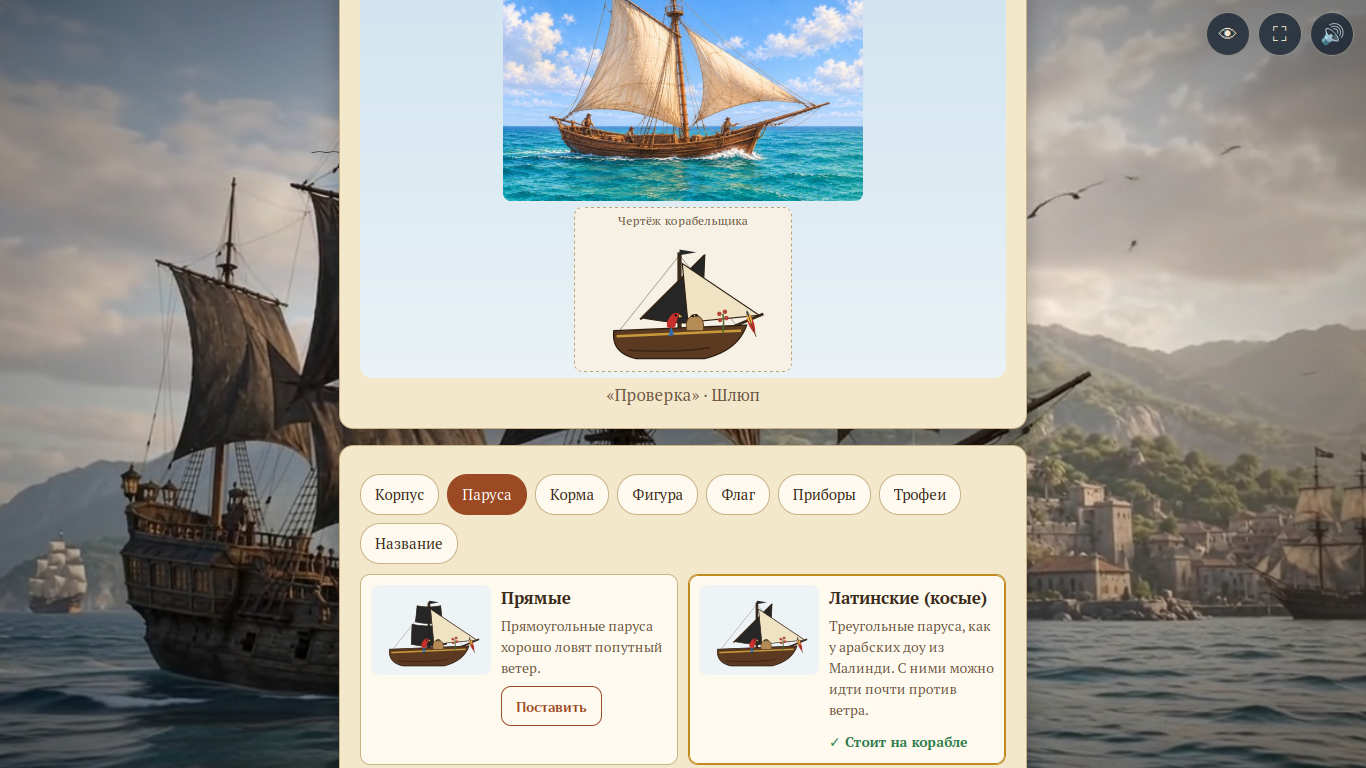 Чертёж корабельщика
«Проверка» · Шлюп
Корпус
Паруса
Корма
Фигура
Флаг
Приборы
Трофеи
Название
Прямые
Прямоугольные паруса
хорошо ловят попутный
ветер.
Поставить
Латинские (косые)
Треугольные паруса, как
у арабских доу из
Малинди. С ними можно
идти почти против
ветра.
✓ Стоит на корабле